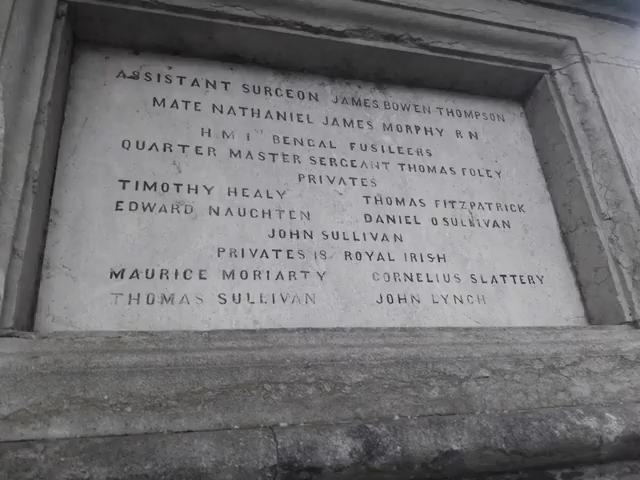 ASSISTANT SURGEON JAMES BOWEN THOMPSON
MATE NATHANIEL JAMES MORPHY R N
H M 1ST BENGAL FUSILEERS
QUARTER MASTER SERGEANT THOMAS FOLEY
PRIVATES
TIMOTHY HEALY THOMAS FITZPATRICK
EDWARD NAUGHTEN DANIEL O SULLIVAN
JOHN SULLIVAN
PRIVATES 18 ROYAL IRISH
MAURICE MORIARTY CORNELIUS SLATTERY
THOMAS SULLIVAN JOHN LYNCH